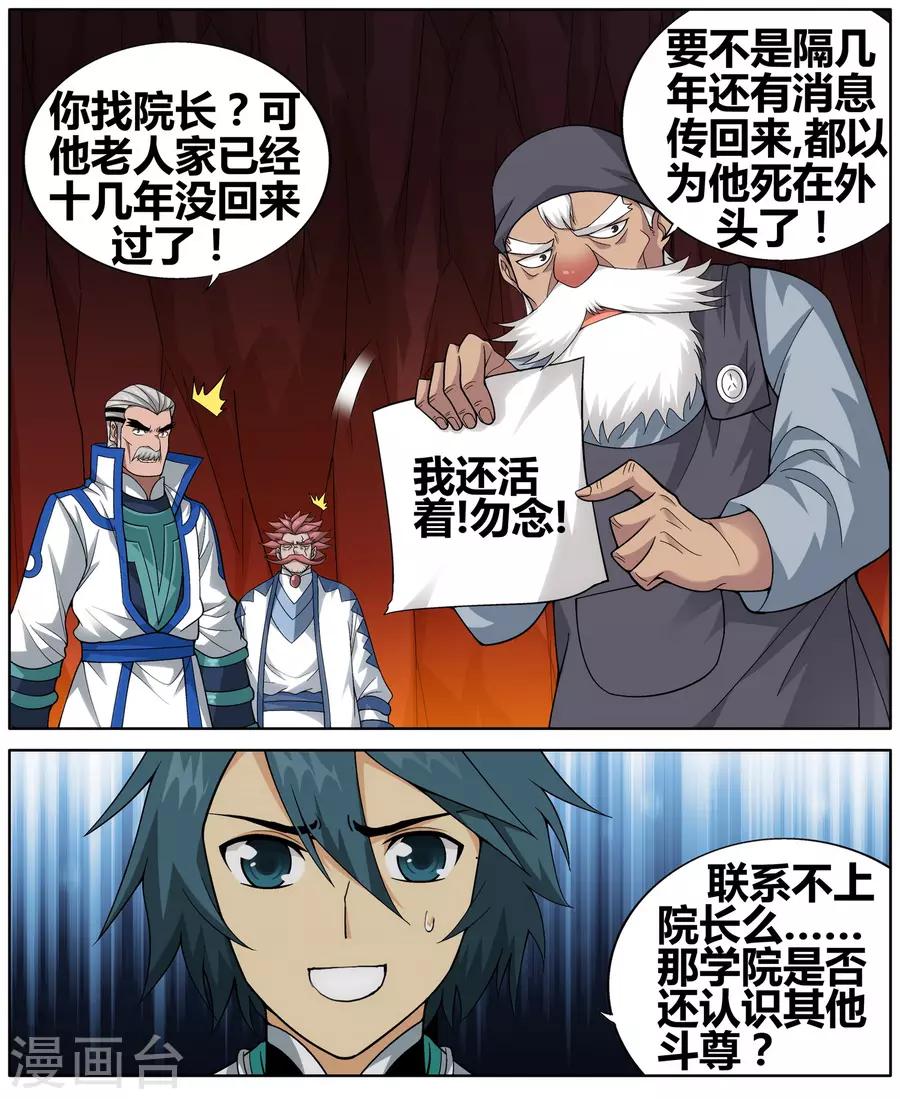 你找院长？可
他老人家已经
十几年没回来
过了！
要不是隔几
年还有消息
传回来,都以
为他死在外
头了！
我还活
着!勿念!
联系不上
院长么……
那学院是否
还认识其他
斗尊？
漫画台